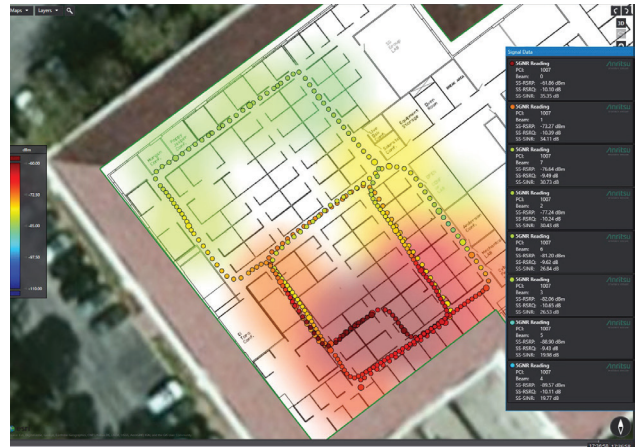 Maps
Layers
3D
dBm
-60.00
-72.50
-85.00
-97.50
-110.00
Equipment
Storage
Signal Data
Anritsu
5GNR Reading
PCI: 1007
Beam: 0
SS-RSRP: -61.86 dBm
SS-RSRQ: -10.10 dB
SS-SINR: 35.35 dB
Anritsu
5GNR Reading
PCI: 1007
Beam: 1
SS-RSRP: -73.27 dBm
SS-RSRQ: -10.39 dB
SS-SINR: 34.11 dB
Anritsu
5GNR Reading
PCI: 1007
Beam: 7
SS-RSRP: -76.64 dBm
SS-RSRQ: -9.49 dB
SS-SINR: 30.73 dB
Anritsu
5GNR Reading
PCI: 1007
Beam: 2
SS-RSRP: -77.24 dBm
SS-RSRQ: -10.24 dB
SS-SINR: 30.43 dB
Anritsu
5GNR Reading
PCI: 1007
Beam: 6
SS-RSRP: -81.20 dBm
SS-RSRQ: -9.63 dB
SS-SINR: 26.84 dB
Anritsu
5GNR Reading
PCI: 1007
Beam: 3
SS-RSRP: -82.06 dBm
SS-RSRQ: -10.65 dB
SS-SINR: 26.53 dB
Anritsu
5GNR Reading
PCI: 1007
Beam: 5
SS-RSRP: -88.90 dBm
SS-RSRQ: -9.43 dB
SS-SINR: 19.98 dB
Anritsu
5GNR Reading
PCI: 1007
Beam: 4
SS-RSRP: -89.57 dBm
SS-RSRQ: -10.11 dB
SS-SINR: 19.77 dB